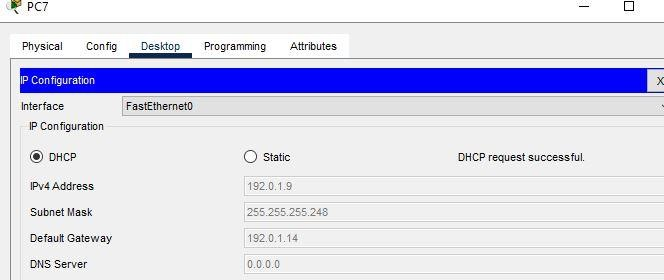 PC7
Physical Config Desktop Programming Attributes
IP Configuration X
Interface FastEthernet0
IP Configuration
DHCP Static DHCP request successful.
IPv4 Address 192.0.1.9
Subnet Mask 255.255.255.248
Default Gateway 192.0.1.14
DNS Server 0.0.0.0